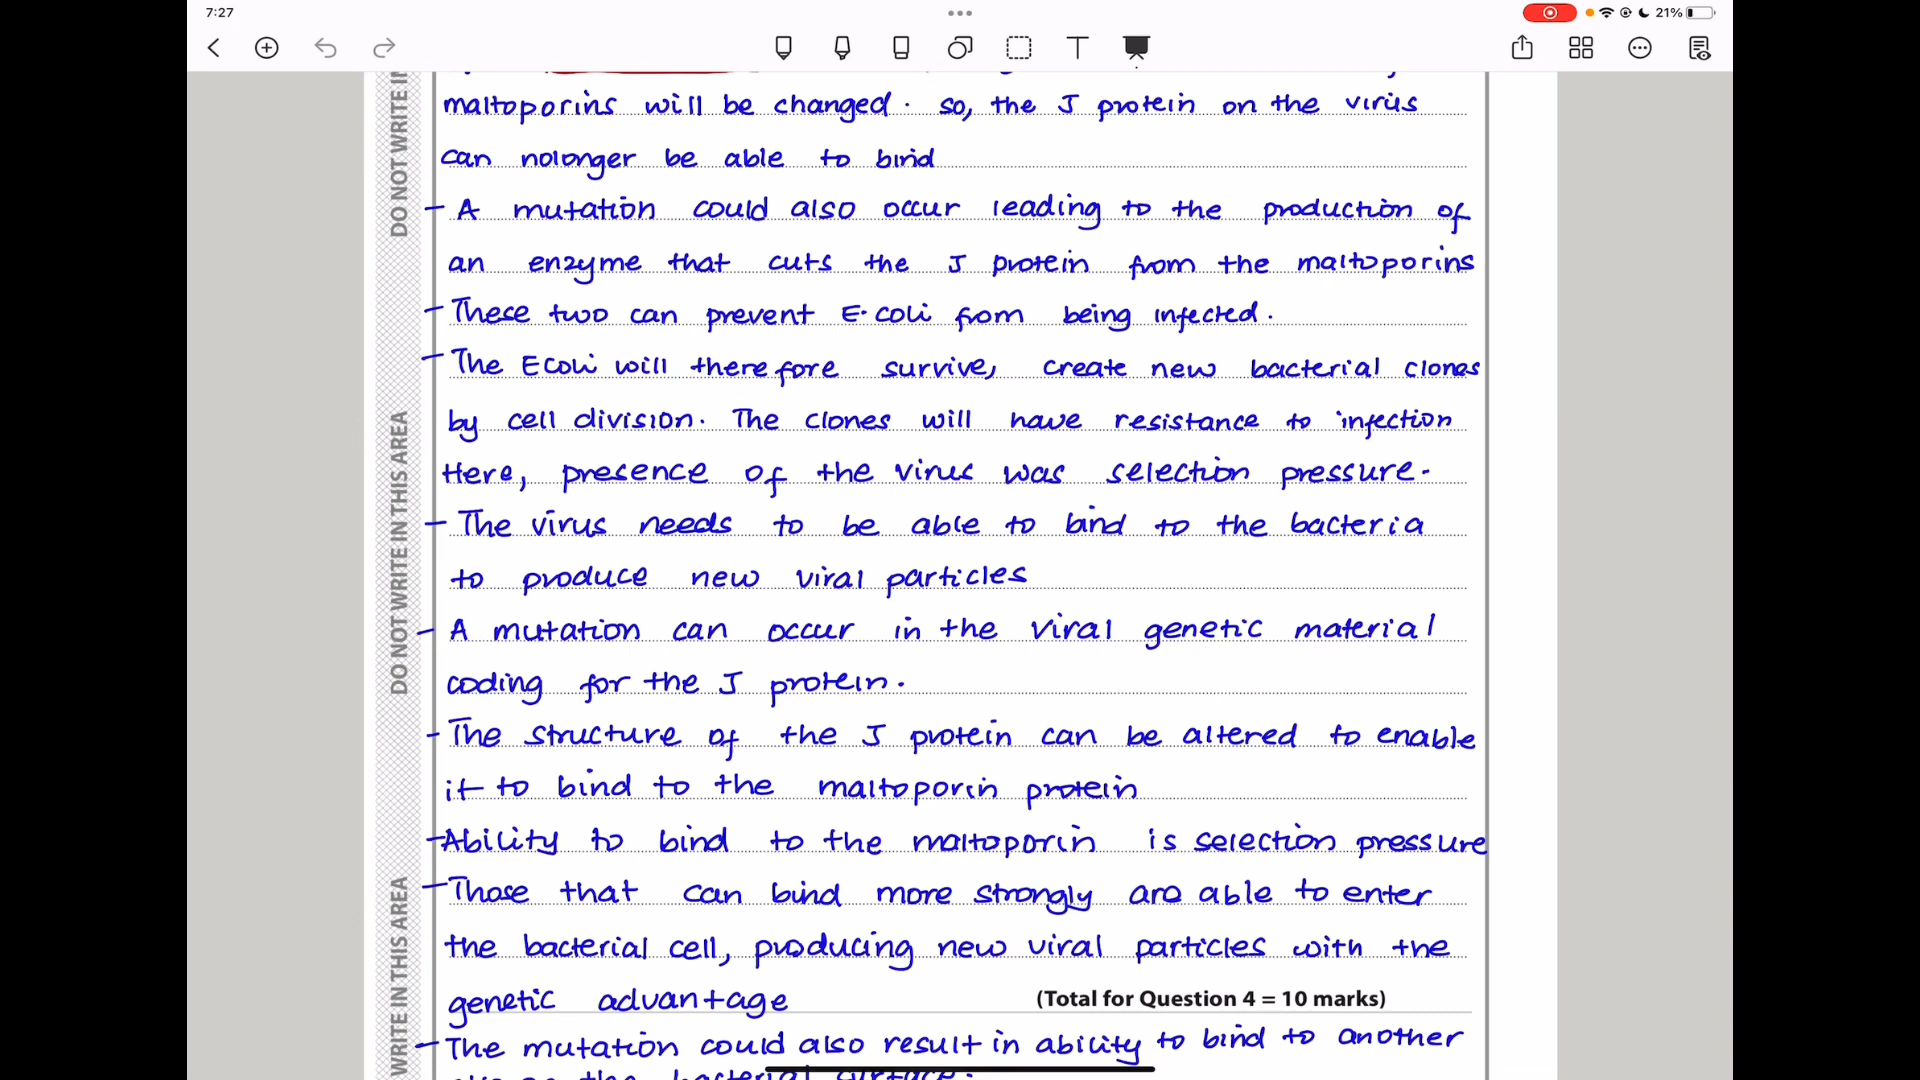 7:27
21%
maltoporins will be changed. so, the J protein on the virus
can nolonger be able to bind
- A mutation could also occur leading to the production of
an enzyme that cuts the J protein from the maltoporins
- These two can prevent E.coli from being infected.
- The Ecoli will therefore survive, create new bacterial clones
by cell division. The clones will have resistance to infection
Here, presence of the virus was selection pressure.
- The virus needs to be able to bind to the bacteria
to produce new viral particles
- A mutation can occur in the viral genetic material
coding for the J protein.
- The structure of the J protein can be altered to enable
it to bind to the maltoporin protein
- Ability to bind to the maltoporin is selection pressure
- Those that can bind more strongly are able to enter
the bacterial cell, producing new viral particles with the
genetic advantage
(Total for Question 4 = 10 marks)
- The mutation could also result in ability to bind to another
on the bacterial surface.
DO NOT WRITE IN
DO NOT WRITE IN THIS AREA
WRITE IN THIS AREA